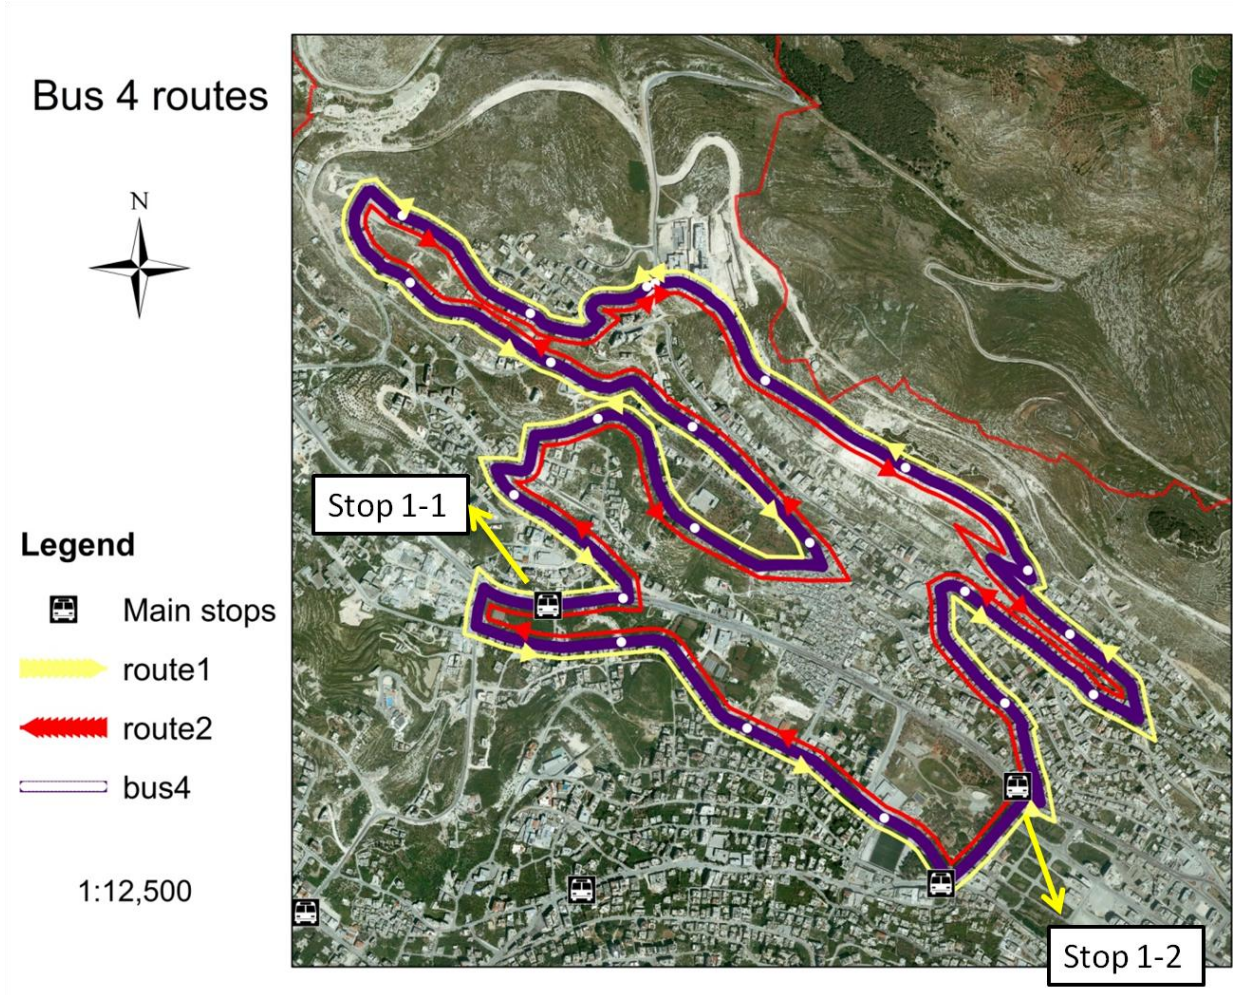 Bus 4 routes
N
Stop 1-1
Legend
Main stops
route1
route2
bus4
1:12,500
Stop 1-2